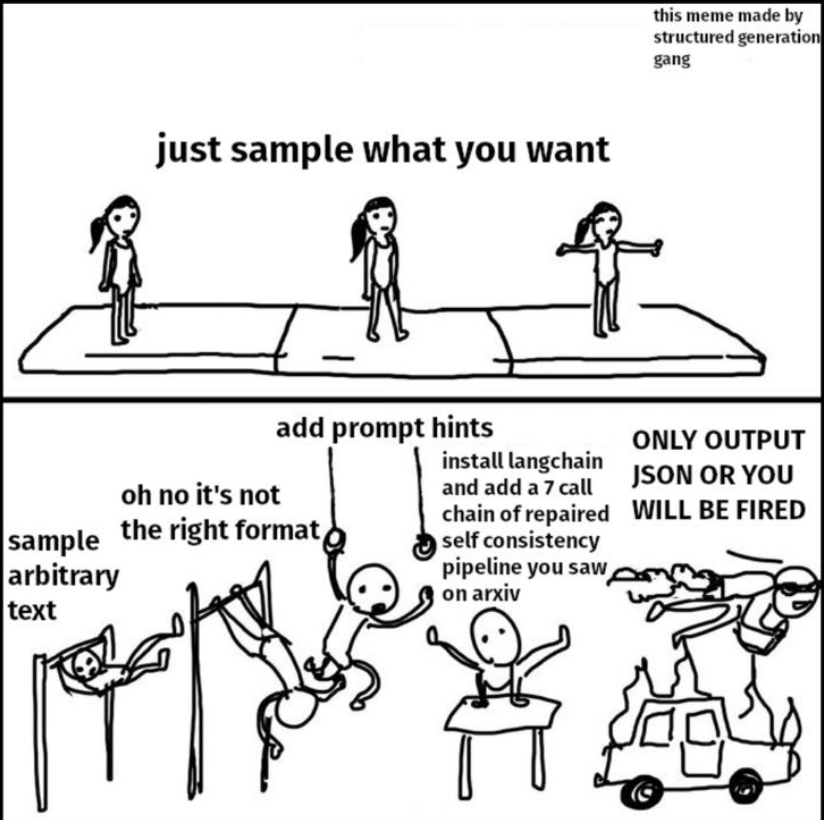 this meme made by
structured generation
gang
just sample what you want
sample
arbitrary
text
oh no it's not
the right format
add prompt hints
install langchain
and add a 7 call
chain of repaired
self consistency
pipeline you saw
on arxiv
ONLY OUTPUT
JSON OR YOU
WILL BE FIRED